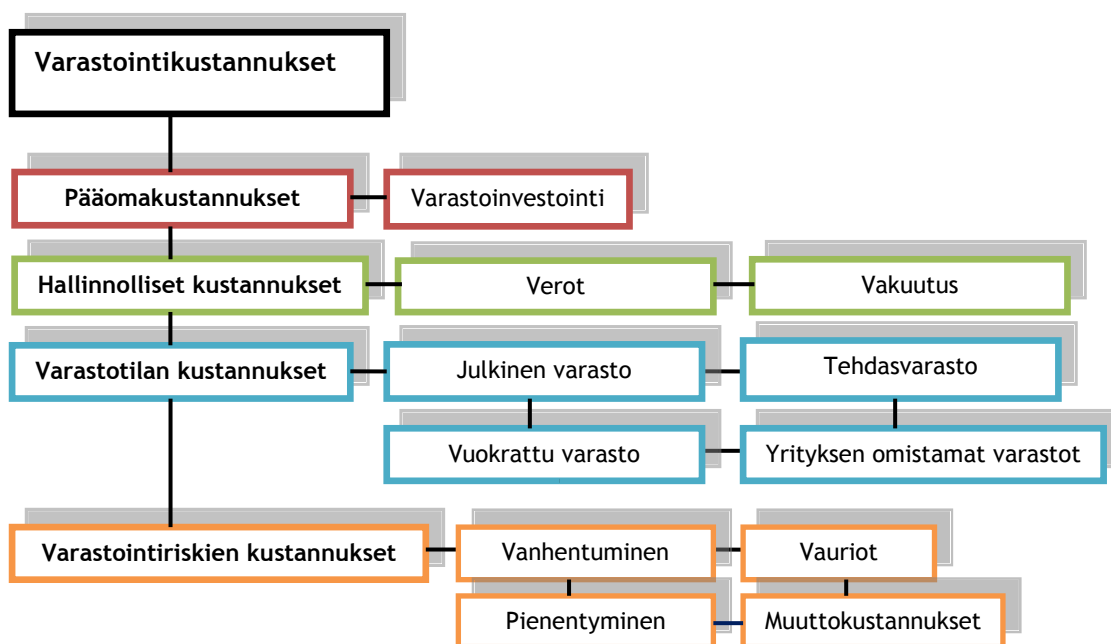 Varastointikustannukset
Pääomakustannukset
Varastoinvestointi
Hallinnolliset kustannukset
Verot
Vakuutus
Varastotilan kustannukset
Julkinen varasto
Tehdasvarasto
Vuokrattu varasto
Yrityksen omistamat varastot
Varastointiriskien kustannukset
Vanhentuminen
Vauriot
Pienentyminen
Muuttokustannukset